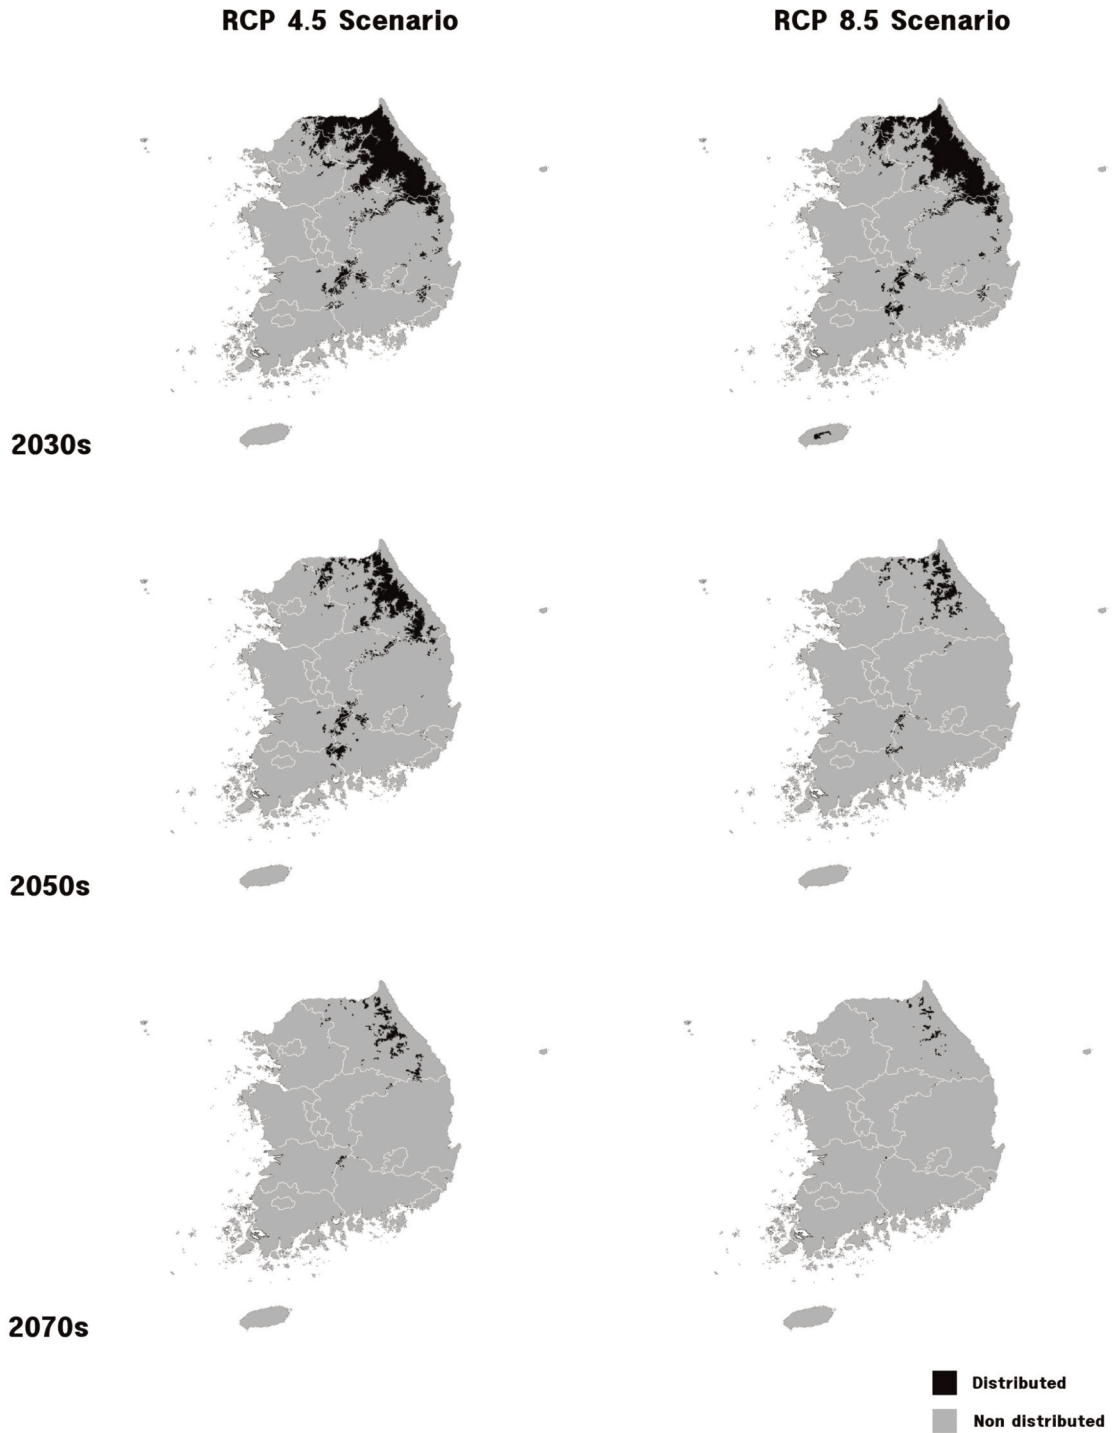 RCP 4.5 Scenario
RCP 8.5 Scenario
2030s
2050s
2070s
Distributed
Non distributed